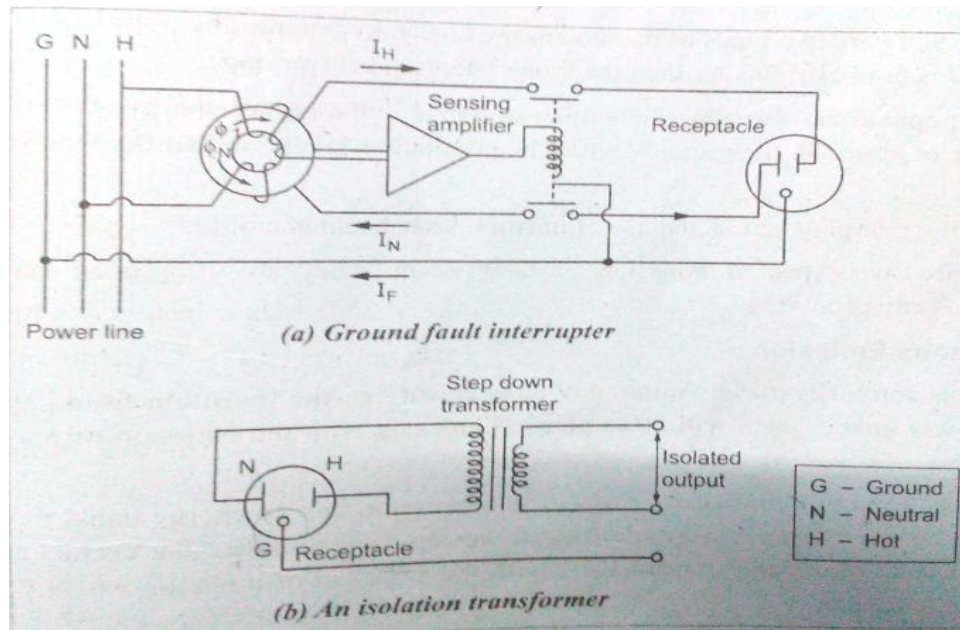 G N H
I_H
Sensing
amplifier
Receptacle
ϕ_N
I_N
I_F
Power line
(a) Ground fault interrupter
Step down
transformer
N H
Isolated
output
G Receptacle
G – Ground
N – Neutral
H – Hot
(b) An isolation transformer